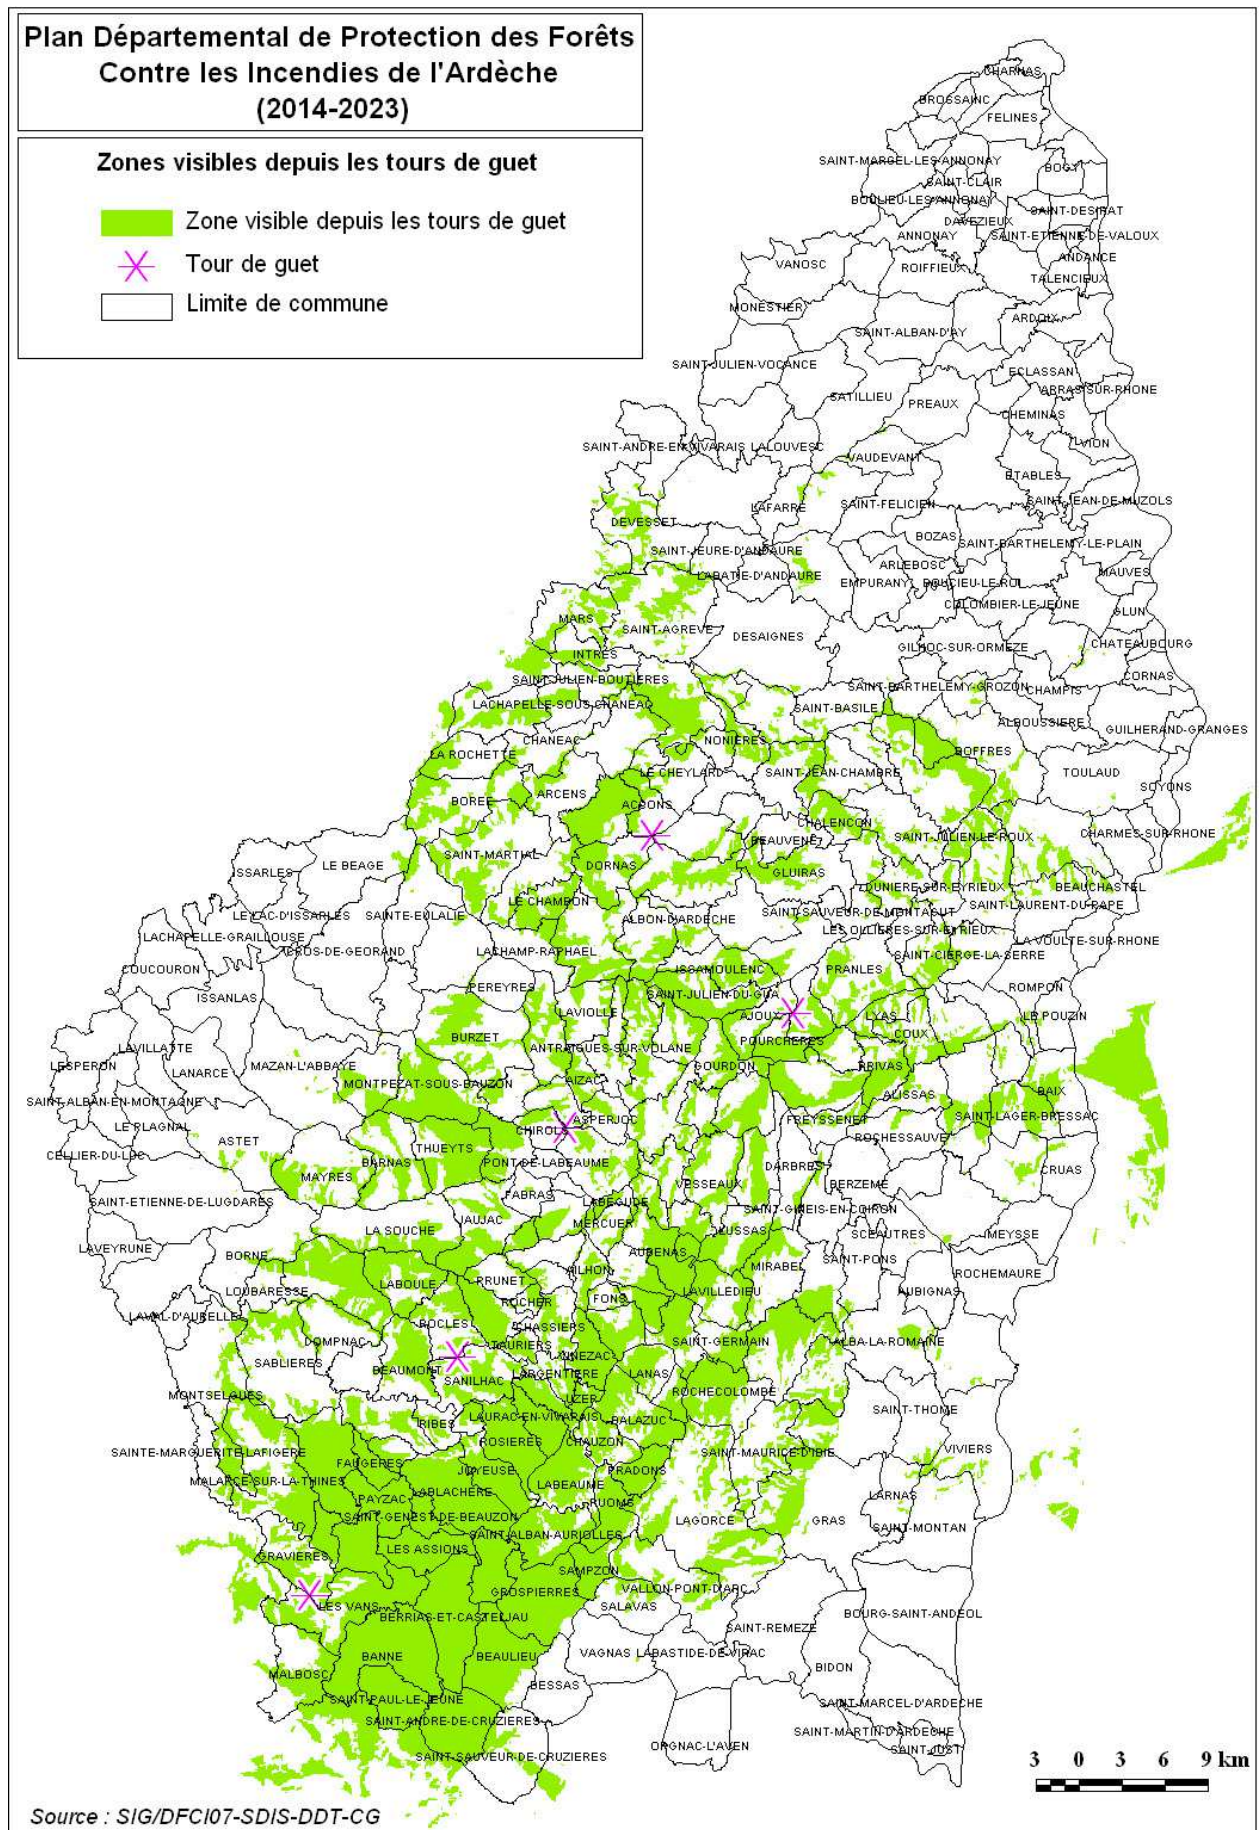 Plan Départemental de Protection des Forêts
Contre les Incendies de l'Ardèche
(2014-2023)
Zones visibles depuis les tours de guet
Zone visible depuis les tours de guet
Tour de guet
Limite de commune
CHARNAS
BROSSAINC
FELINES
SAINT-MARCEL-LES-ANNONAY
BOGY
SAINT-CLAIR
BOULIEU-LES-ANNONAY
SAINT-DESIRAT
DAVEZIEUX
ANNONAY
SAINT-ETIENNE-DE-VALOUX
ANDANCE
VANOSC
ROIFFIEUX
TALENCIEUX
MONESTIER
ARDOIX
SAINT-ALBAN-D'AY
SAINT-JULIEN-VOCANCE
ECLASSAN
ARRAS-SUR-RHONE
SATILLIEU
PREAUX
CHEMINAS
SAINT-ANDRE-EN-VIVARAIS
LALOUVESC
VION
VAUDEVANT
ETABLES
LAFARRE
SAINT-FELICIEN
SAINT-JEAN-DE-MUZOLS
DEVESSET
BOZAS
SAINT-BARTHELEMY-LE-PLAIN
SAINT-JEURE-D'ANDAURE
ARLEBOSC
LABATIE-D'ANDAURE
EMPURANY
BOUCIEU-LE-ROI
MAUVES
COLOMBIER-LE-JEUNE
GLUN
MARS
SAINT-AGREVE
DESAIGNES
GILHOC-SUR-ORMEZE
CHATEAUBOURG
INTRES
CORNAS
SAINT-JULIEN-BOUTIERES
SAINT-BARTHELEMY-GROZON
CHAMPIS
LACHAPELLE-SOUS-CHANEAC
SAINT-BASILE
ALBOUSSIERE
GUILHERAND-GRANGES
CHANEAC
NONIERES
BOFFRES
LA ROCHETTE
LE CHEYLARD
SAINT-JEAN-CHAMBRE
TOULAUD
SOYONS
ARCENS
BOREE
ACCONS
CHALENCON
BEAUVENE
SAINT-JULIEN-LE-ROUX
CHARMES-SUR-RHONE
SAINT-MARTIAL
LE BEAGE
DORNAS
GLUIRAS
ISSARLES
DUNIERE-SUR-EYRIEUX
BEAUCHASTEL
LE CHAMBON
SAINT-LAURENT-DU-PAPE
LE LAC-D'ISSARLES
SAINTE-EULALIE
ALBON-D'ARDECHE
SAINT-SAUVEUR-DE-MONTAGUT
LES OLLIERES-SUR-EYRIEUX
LACHAPELLE-GRAILLOUSE
CROS-DE-GEORAND
LACHAMP-RAPHAEL
LA VOULTE-SUR-RHONE
SAINT-CIERGE-LA-SERRE
COUCOURON
ISSAMOULENC
PRANLES
ISSANLAS
PEREYRES
SAINT-JULIEN-DU-GUA
ROMPON
LAVIOLLE
AJOUX
LYAS
LE POUZIN
BURZET
COUX
LAVILLATTE
ANTRAIGUES-SUR-VOLANE
POURCHERES
LESPERON
LANARCE
MAZAN-L'ABBAYE
GOURDON
PRIVAS
MONTPEZAT-SOUS-BAUZON
AIZAC
ALISSAS
BAIX
SAINT-ALBAN-EN-MONTAGNE
SAINT-LAGER-BRESSAC
LE PLAGNAL
ASPERJOC
FREYSSENET
CHIROLS
ASTET
THUEYTS
ROCHESSAUVE
CELLIER-DU-LUC
BARNAS
PONT-DE-LABEAUME
DARBRES
CRUAS
MAYRES
VESSEAUX
BERZEME
SAINT-ETIENNE-DE-LUGDARES
FABRAS
LABEGUDE
SAINT-GINEIS-EN-COIRON
JAUJAC
MERCUER
LA SOUCHE
LUSSAS
SCEAUTRES
MEYSSE
LAVEYRUNE
BORNE
AUBENAS
SAINT-PONS
MIRABEL
AILHON
ROCHEMAURE
LABOULE
PRUNET
LOUBARESSE
LAVILLEDIEU
AUBIGNAS
ROCHER
FONS
LAVAL-D'AURELLE
ROCLES
CHASSIERS
DOMPNAC
TAURIERS
SAINT-GERMAIN
ALBA-LA-ROMAINE
SABLIERES
BEAUMONT
VINEZAC
SANILHAC
LARGENTIERE
LANAS
ROCHECOLOMBE
MONTSELGUES
UZER
SAINT-THOME
RIBES
LAURAC-EN-VIVARAIS
BALAZUC
ROSIERES
CHAUZON
VIVIERS
SAINTE-MARGUERITE-LAFIGERE
SAINT-MAURICE-D'IBIE
FAUGERES
JOYEUSE
PRADONS
MALARCE-SUR-LA-THINES
LABEAUME
LABLACHERE
PAYZAC
RUOMS
LARNAS
SAINT-GENEST-DE-BEAUZON
LAGORCE
GRAS
SAINT-MONTAN
SAINT-ALBAN-AURIOLLES
LES ASSIONS
GRAVIERES
SAMPZON
GROSPIERRES
VALLON-PONT-D'ARC
LES VANS
SALAVAS
BERRIAS-ET-CASTELJAU
BOURG-SAINT-ANDEOL
SAINT-REMEZE
BANNE
BEAULIEU
VAGNAS
LABASTIDE-DE-VIRAC
MALBOSC
BIDON
BESSAS
SAINT-PAUL-LE-JEUNE
SAINT-MARCEL-D'ARDECHE
SAINT-ANDRE-DE-CRUZIERES
SAINT-MARTIN-D'ARDECHE
ORGNAC-L'AVEN
SAINT-JUST
SAINT-SAUVEUR-DE-CRUZIERES
3 0 3 6 9 km
Source : SIG/DFCI07-SDIS-DDT-CG